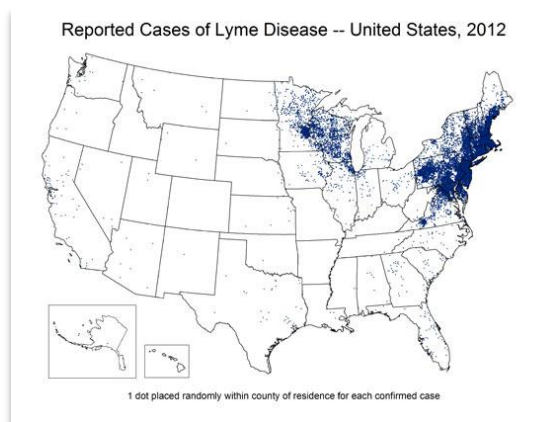 Reported Cases of Lyme Disease -- United States, 2012
1 dot placed randomly within county of residence for each confirmed case